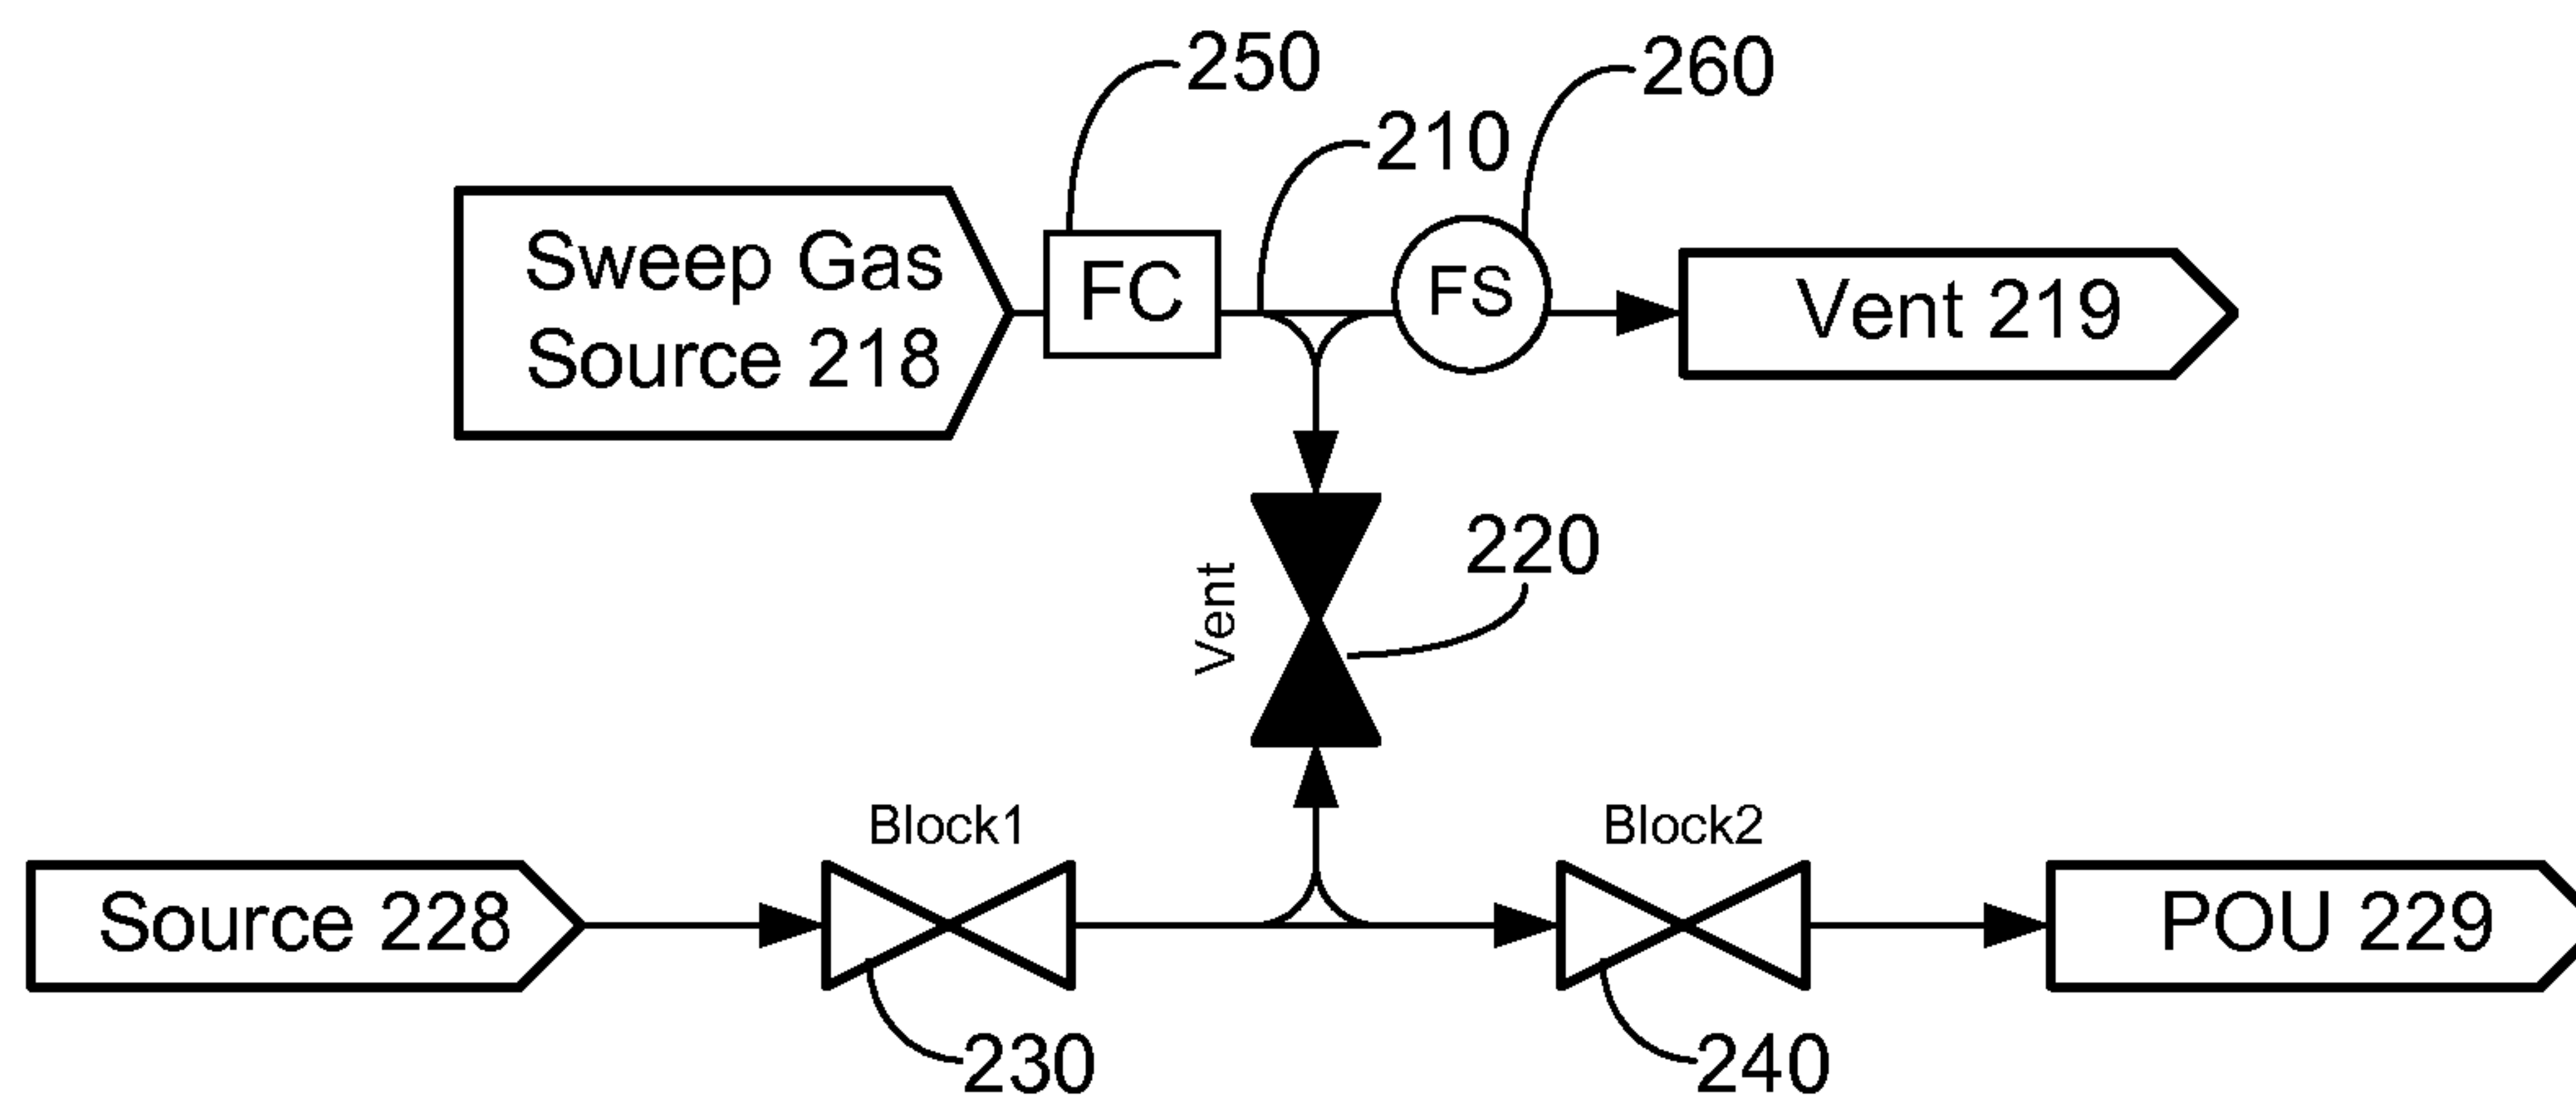 250
260
210
Sweep Gas
Source 218
FC
FS
Vent 219
220
Vent
Block1
Block2
Source 228
POU 229
230
240